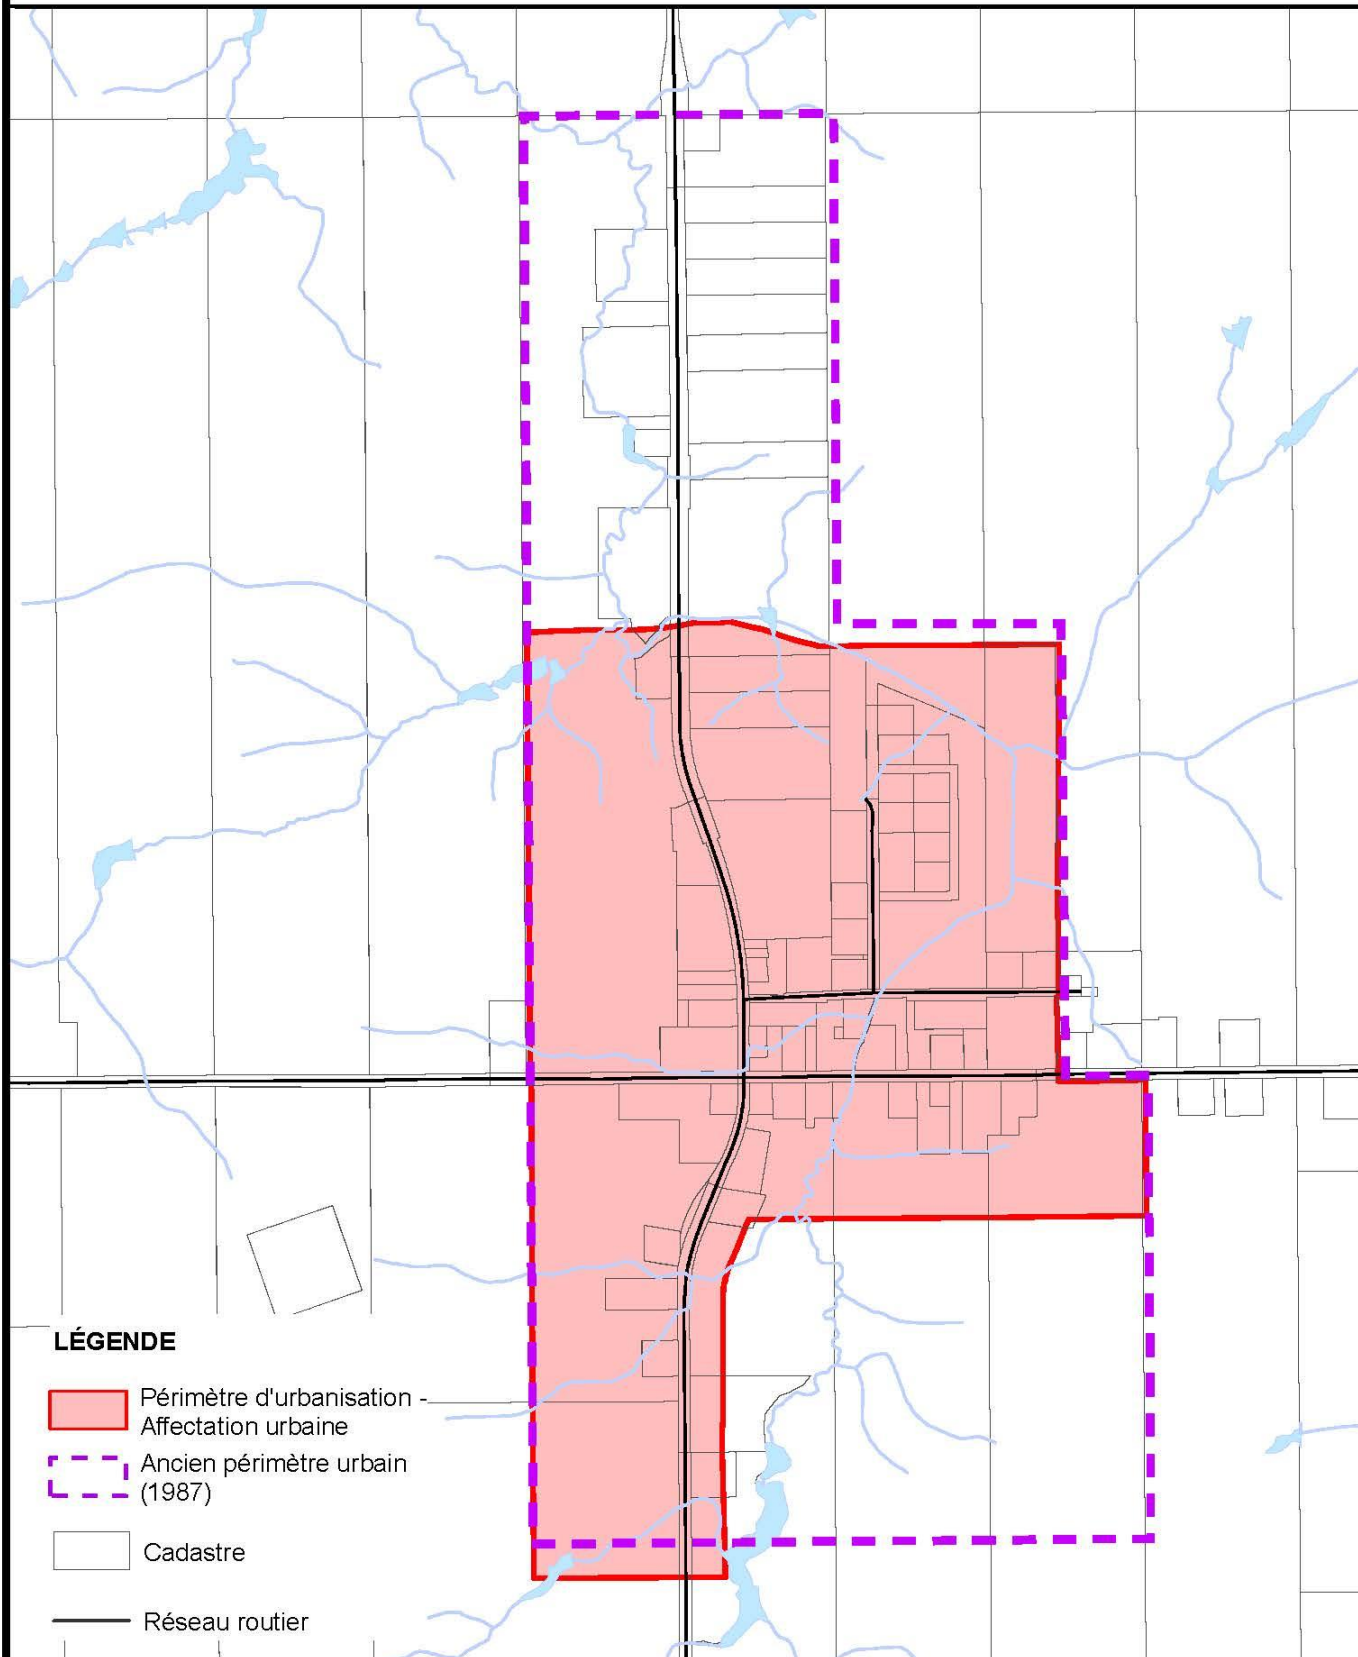 LÉGENDE
Périmètre d'urbanisation -
Affectation urbaine
Ancien périmètre urbain
(1987)
Cadastre
Réseau routier